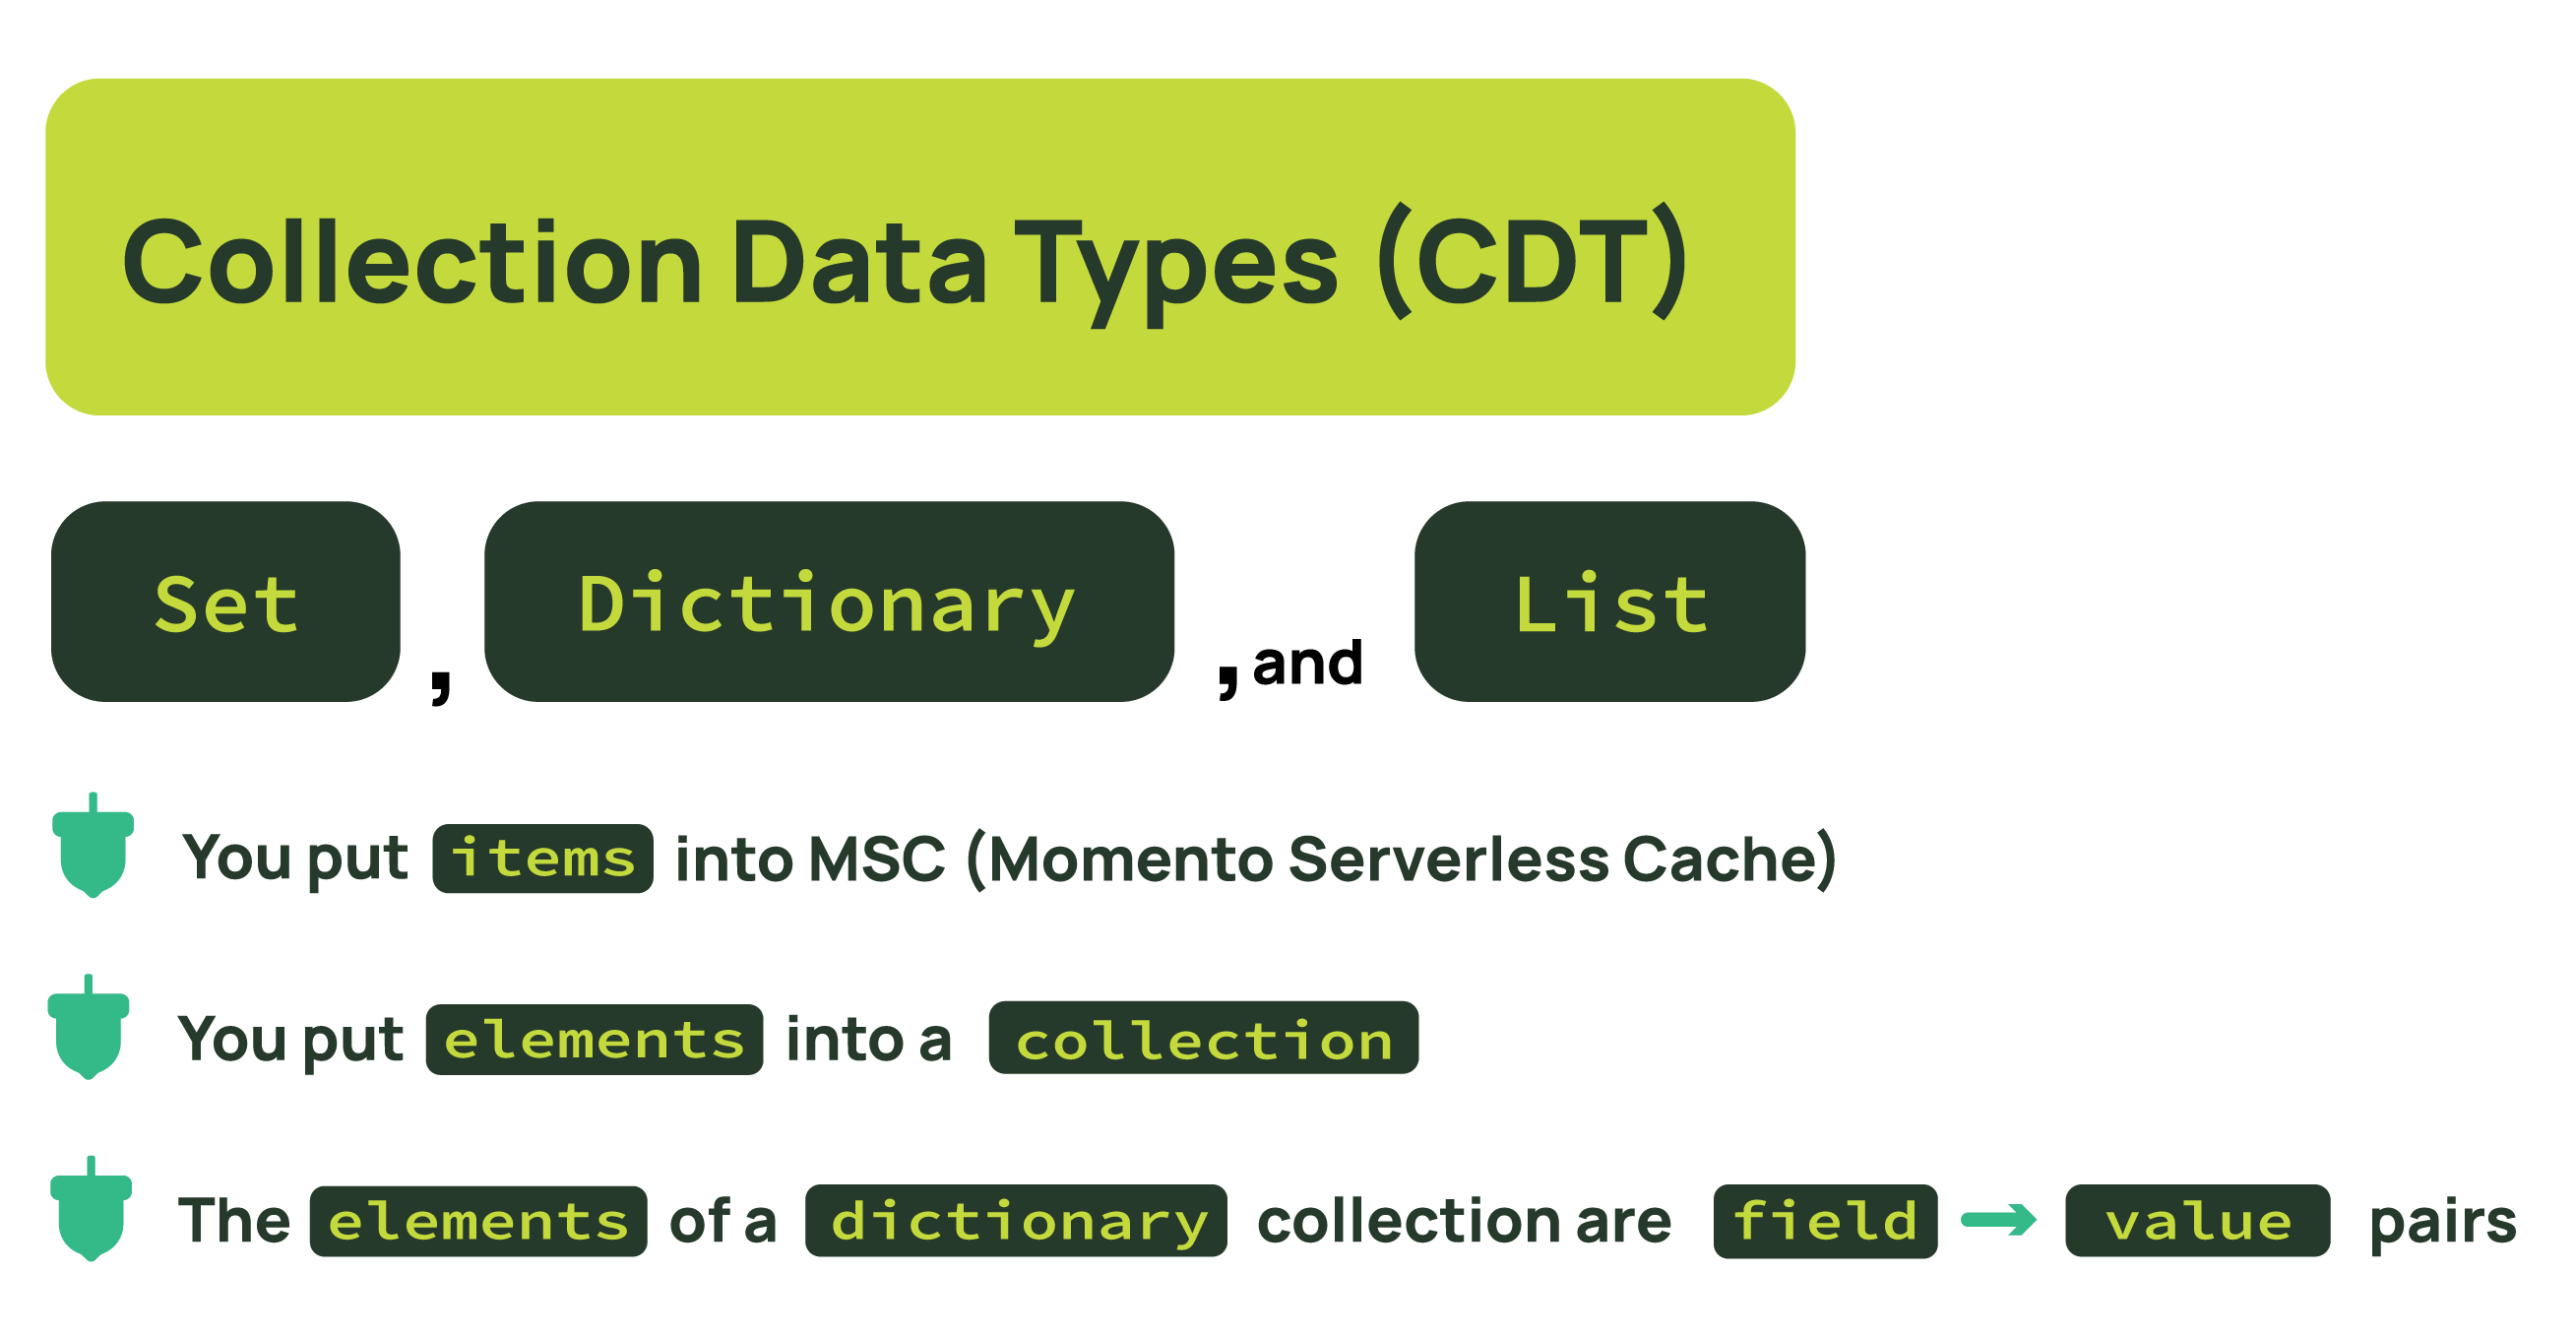 Collection Data Types (CDT)
Set , Dictionary , and List
You put items into MSC (Momento Serverless Cache)
You put elements into a collection
The elements of a dictionary collection are field → value pairs